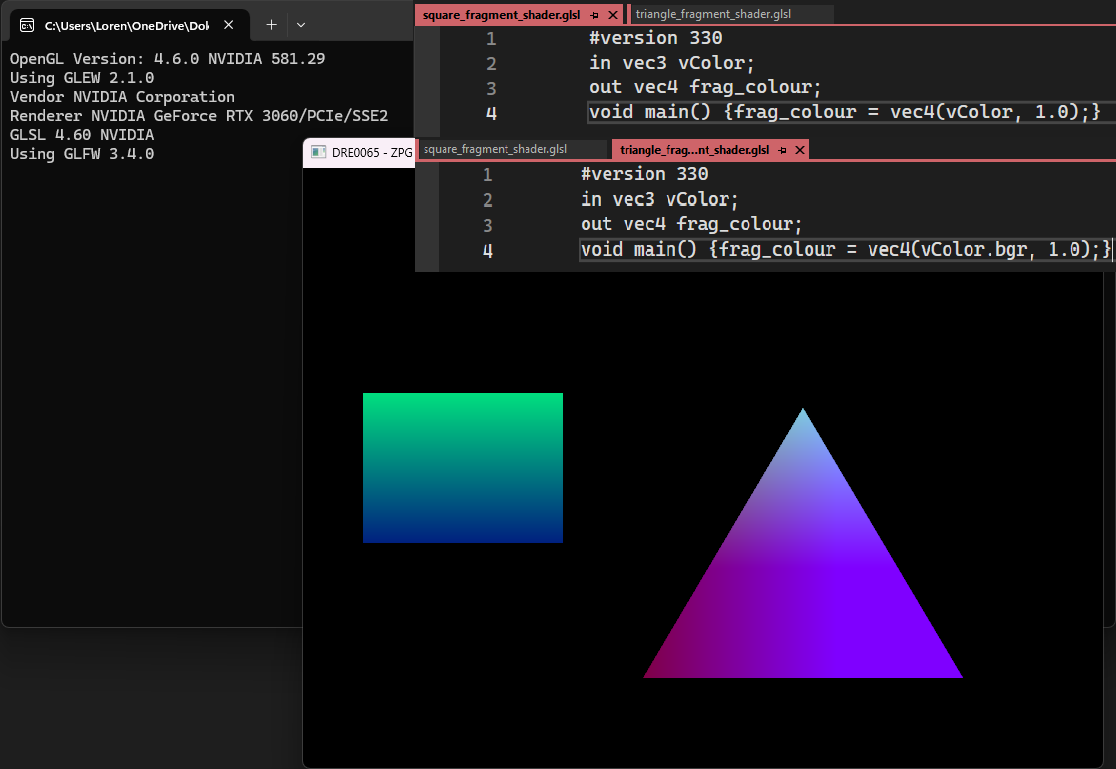 C:\Users\Loren\OneDrive\Dok
OpenGL Version: 4.6.0 NVIDIA 581.29
Using GLEW 2.1.0
Vendor NVIDIA Corporation
Renderer NVIDIA GeForce RTX 3060/PCIe/SSE2
GLSL 4.60 NVIDIA
Using GLFW 3.4.0
square_fragment_shader.glsl triangle_fragment_shader.glsl
1 #version 330
2 in vec3 vColor;
3 out vec4 frag_colour;
4 void main() {frag_colour = vec4(vColor, 1.0);}
DRE0065 - ZPG
square_fragment_shader.glsl triangle_frag...nt_shader.glsl
1 #version 330
2 in vec3 vColor;
3 out vec4 frag_colour;
4 void main() {frag_colour = vec4(vColor.bgr, 1.0);}